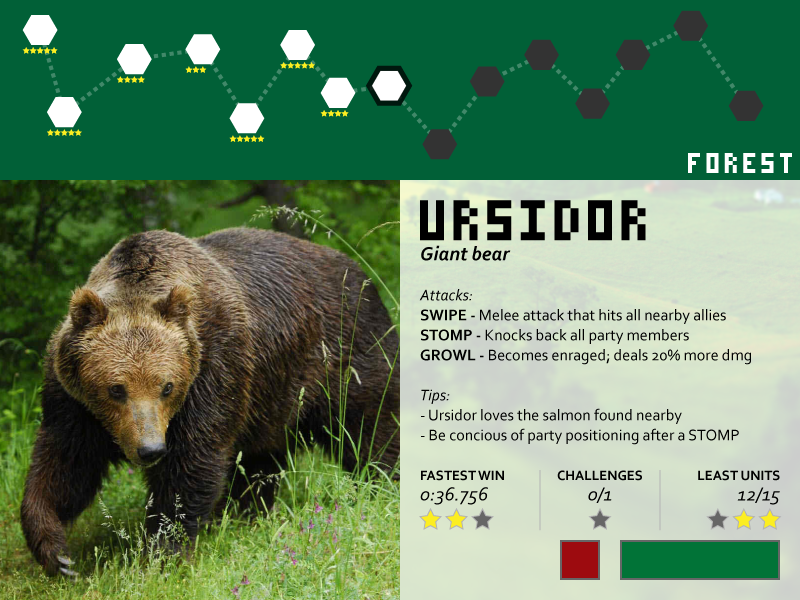 FOREST
URSIDOR
Giant bear
Attacks:
SWIPE - Melee attack that hits all nearby allies
STOMP - Knocks back all party members
GROWL - Becomes enraged; deals 20% more dmg
Tips:
- Ursidor loves the salmon found nearby
- Be concious of party positioning after a STOMP
FASTEST WIN CHALLENGES LEAST UNITS
0:36.756 0/1 12/15